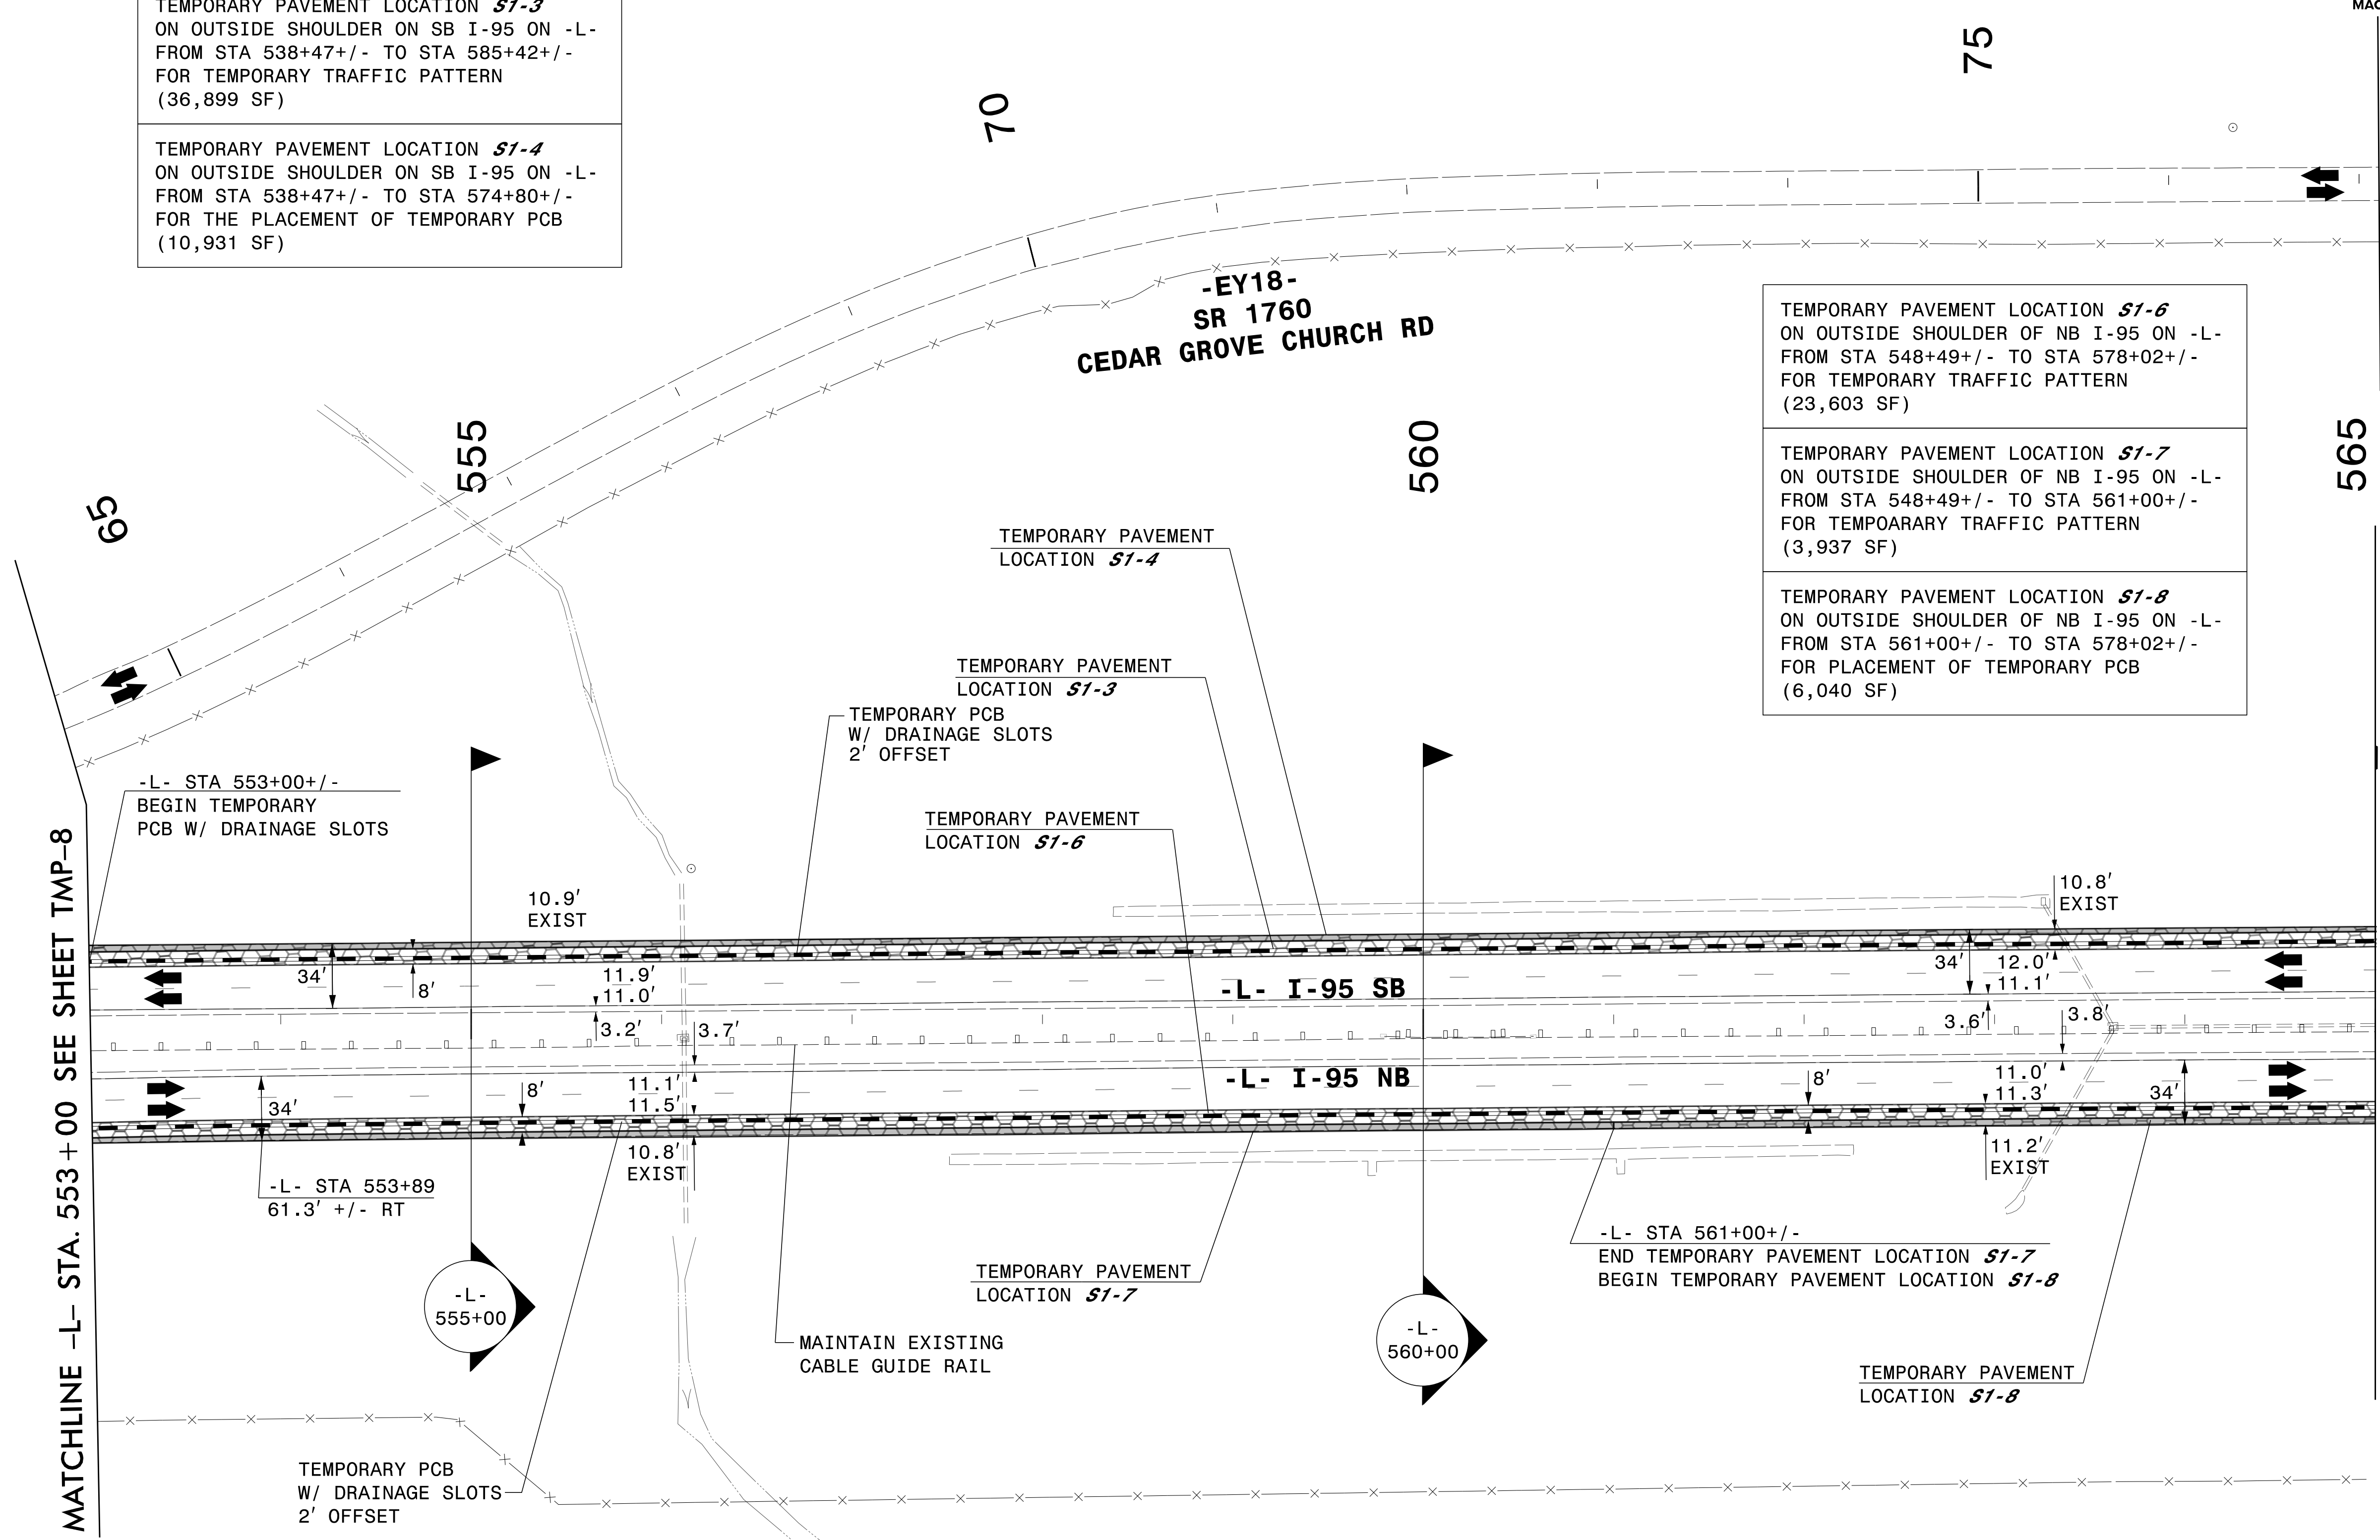 TEMPORARY PAVEMENT LOCATION S1-3
ON OUTSIDE SHOULDER ON SB I-95 ON -L-
FROM STA 538+47+/- TO STA 585+42+/-
FOR TEMPORARY TRAFFIC PATTERN
(36,899 SF)
TEMPORARY PAVEMENT LOCATION S1-4
ON OUTSIDE SHOULDER ON SB I-95 ON -L-
FROM STA 538+47+/- TO STA 574+80+/-
FOR THE PLACEMENT OF TEMPORARY PCB
(10,931 SF)
65
70
75
-EY18-
SR 1760
CEDAR GROVE CHURCH RD
555
560
565
TEMPORARY PAVEMENT LOCATION S1-6
ON OUTSIDE SHOULDER OF NB I-95 ON -L-
FROM STA 548+49+/- TO STA 578+02+/-
FOR TEMPORARY TRAFFIC PATTERN
(23,603 SF)
TEMPORARY PAVEMENT LOCATION S1-7
ON OUTSIDE SHOULDER OF NB I-95 ON -L-
FROM STA 548+49+/- TO STA 561+00+/-
FOR TEMPOARARY TRAFFIC PATTERN
(3,937 SF)
TEMPORARY PAVEMENT LOCATION S1-8
ON OUTSIDE SHOULDER OF NB I-95 ON -L-
FROM STA 561+00+/- TO STA 578+02+/-
FOR PLACEMENT OF TEMPORARY PCB
(6,040 SF)
TEMPORARY PAVEMENT
LOCATION S1-4
TEMPORARY PAVEMENT
LOCATION S1-3
TEMPORARY PCB
W/ DRAINAGE SLOTS
2' OFFSET
TEMPORARY PAVEMENT
LOCATION S1-6
-L- STA 553+00+/-
BEGIN TEMPORARY
PCB W/ DRAINAGE SLOTS
MATCHLINE -L- STA. 553+00 SEE SHEET TMP-8
10.9'
EXIST
10.8'
EXIST
34'
8'
11.9'
11.0'
3.2'
3.7'
-L- I-95 SB
34'
12.0'
11.1'
3.6'
3.8'
-L- I-95 NB
34'
8'
11.1'
11.5'
10.8'
EXIST
8'
11.0'
11.3'
34'
11.2'
EXIST
-L- STA 553+89
61.3' +/- RT
-L-
555+00
-L-
560+00
TEMPORARY PAVEMENT
LOCATION S1-7
-L- STA 561+00+/-
END TEMPORARY PAVEMENT LOCATION S1-7
BEGIN TEMPORARY PAVEMENT LOCATION S1-8
MAINTAIN EXISTING
CABLE GUIDE RAIL
TEMPORARY PAVEMENT
LOCATION S1-8
TEMPORARY PCB
W/ DRAINAGE SLOTS
2' OFFSET